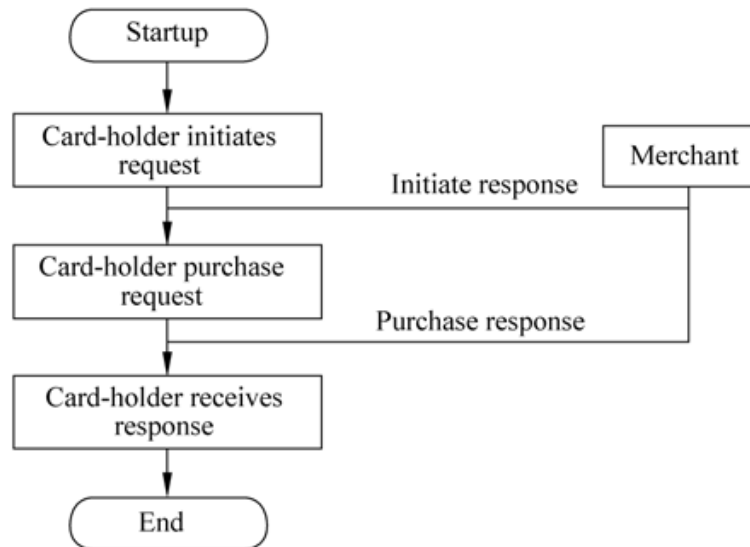 Startup
Card-holder initiates
request
Merchant
Initiate response
Card-holder purchase
request
Purchase response
Card-holder receives
response
End